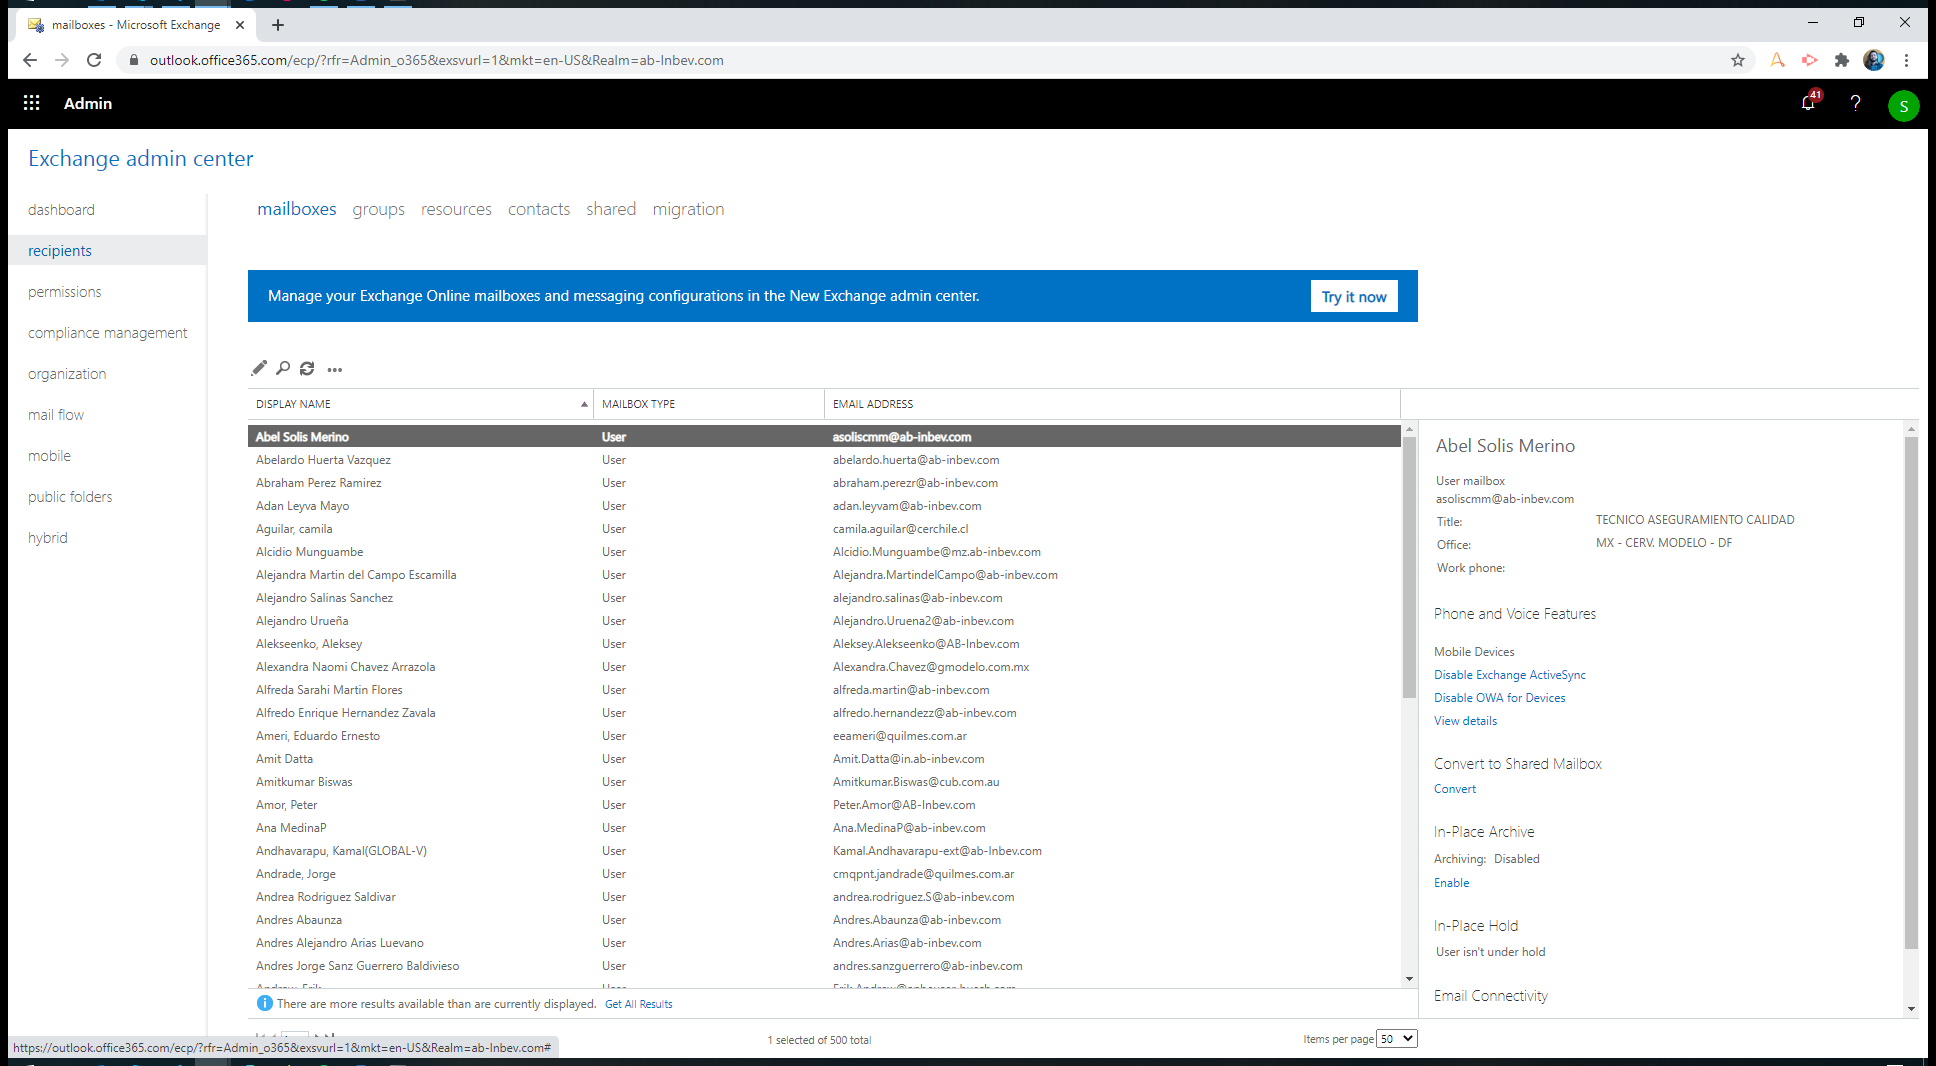 mailboxes - Microsoft Exchange
outlook.office365.com/ecp/?rfr=Admin_o365&exsvurl=1&mkt=en-US&Realm=ab-Inbev.com
Admin
41
?
S
Exchange admin center
dashboard
recipients
permissions
compliance management
organization
mail flow
mobile
public folders
hybrid
mailboxes groups resources contacts shared migration
Manage your Exchange Online mailboxes and messaging configurations in the New Exchange admin center.
Try it now
DISPLAY NAME MAILBOX TYPE EMAIL ADDRESS
Abel Solis Merino User asoliscmm@ab-inbev.com
Abelardo Huerta Vazquez User abelardo.huerta@ab-inbev.com
Abraham Perez Ramirez User abraham.perezr@ab-inbev.com
Adan Leyva Mayo User adan.leyvam@ab-inbev.com
Aguilar, camila User camila.aguilar@cerchile.cl
Alcidio Munguambe User Alcidio.Munguambe@mz.ab-inbev.com
Alejandra Martin del Campo Escamilla User Alejandra.MartindelCampo@ab-inbev.com
Alejandro Salinas Sanchez User alejandro.salinas@ab-inbev.com
Alejandro Urueña User Alejandro.Uruena2@ab-inbev.com
Alekseenko, Aleksey User Aleksey.Alekseenko@AB-Inbev.com
Alexandra Naomi Chavez Arrazola User Alexandra.Chavez@gmodelo.com.mx
Alfreda Sarahi Martin Flores User alfreda.martin@ab-inbev.com
Alfredo Enrique Hernandez Zavala User alfredo.hernandezz@ab-inbev.com
Ameri, Eduardo Ernesto User eeameri@quilmes.com.ar
Amit Datta User Amit.Datta@in.ab-inbev.com
Amitkumar Biswas User Amitkumar.Biswas@cub.com.au
Amor, Peter User Peter.Amor@AB-Inbev.com
Ana MedinaP User Ana.MedinaP@ab-inbev.com
Andhavarapu, Kamal(GLOBAL-V) User Kamal.Andhavarapu-ext@ab-Inbev.com
Andrade, Jorge User cmqpnt.jandrade@quilmes.com.ar
Andrea Rodriguez Saldivar User andrea.rodriguez.S@ab-inbev.com
Andres Abaunza User Andres.Abaunza@ab-inbev.com
Andres Alejandro Arias Luevano User Andres.Arias@ab-inbev.com
Andres Jorge Sanz Guerrero Baldivieso User andres.sanzguerrero@ab-inbev.com
There are more results available than are currently displayed. Get All Results
1 selected of 500 total
Items per page 50
https://outlook.office365.com/ecp/?rfr=Admin_o365&exsvurl=1&mkt=en-US&Realm=ab-Inbev.com#
Abel Solis Merino
User mailbox
asoliscmm@ab-inbev.com
Title: TECNICO ASEGURAMIENTO CALIDAD
Office: MX - CERV. MODELO - DF
Work phone:
Phone and Voice Features
Mobile Devices
Disable Exchange ActiveSync
Disable OWA for Devices
View details
Convert to Shared Mailbox
Convert
In-Place Archive
Archiving: Disabled
Enable
In-Place Hold
User isn't under hold
Email Connectivity